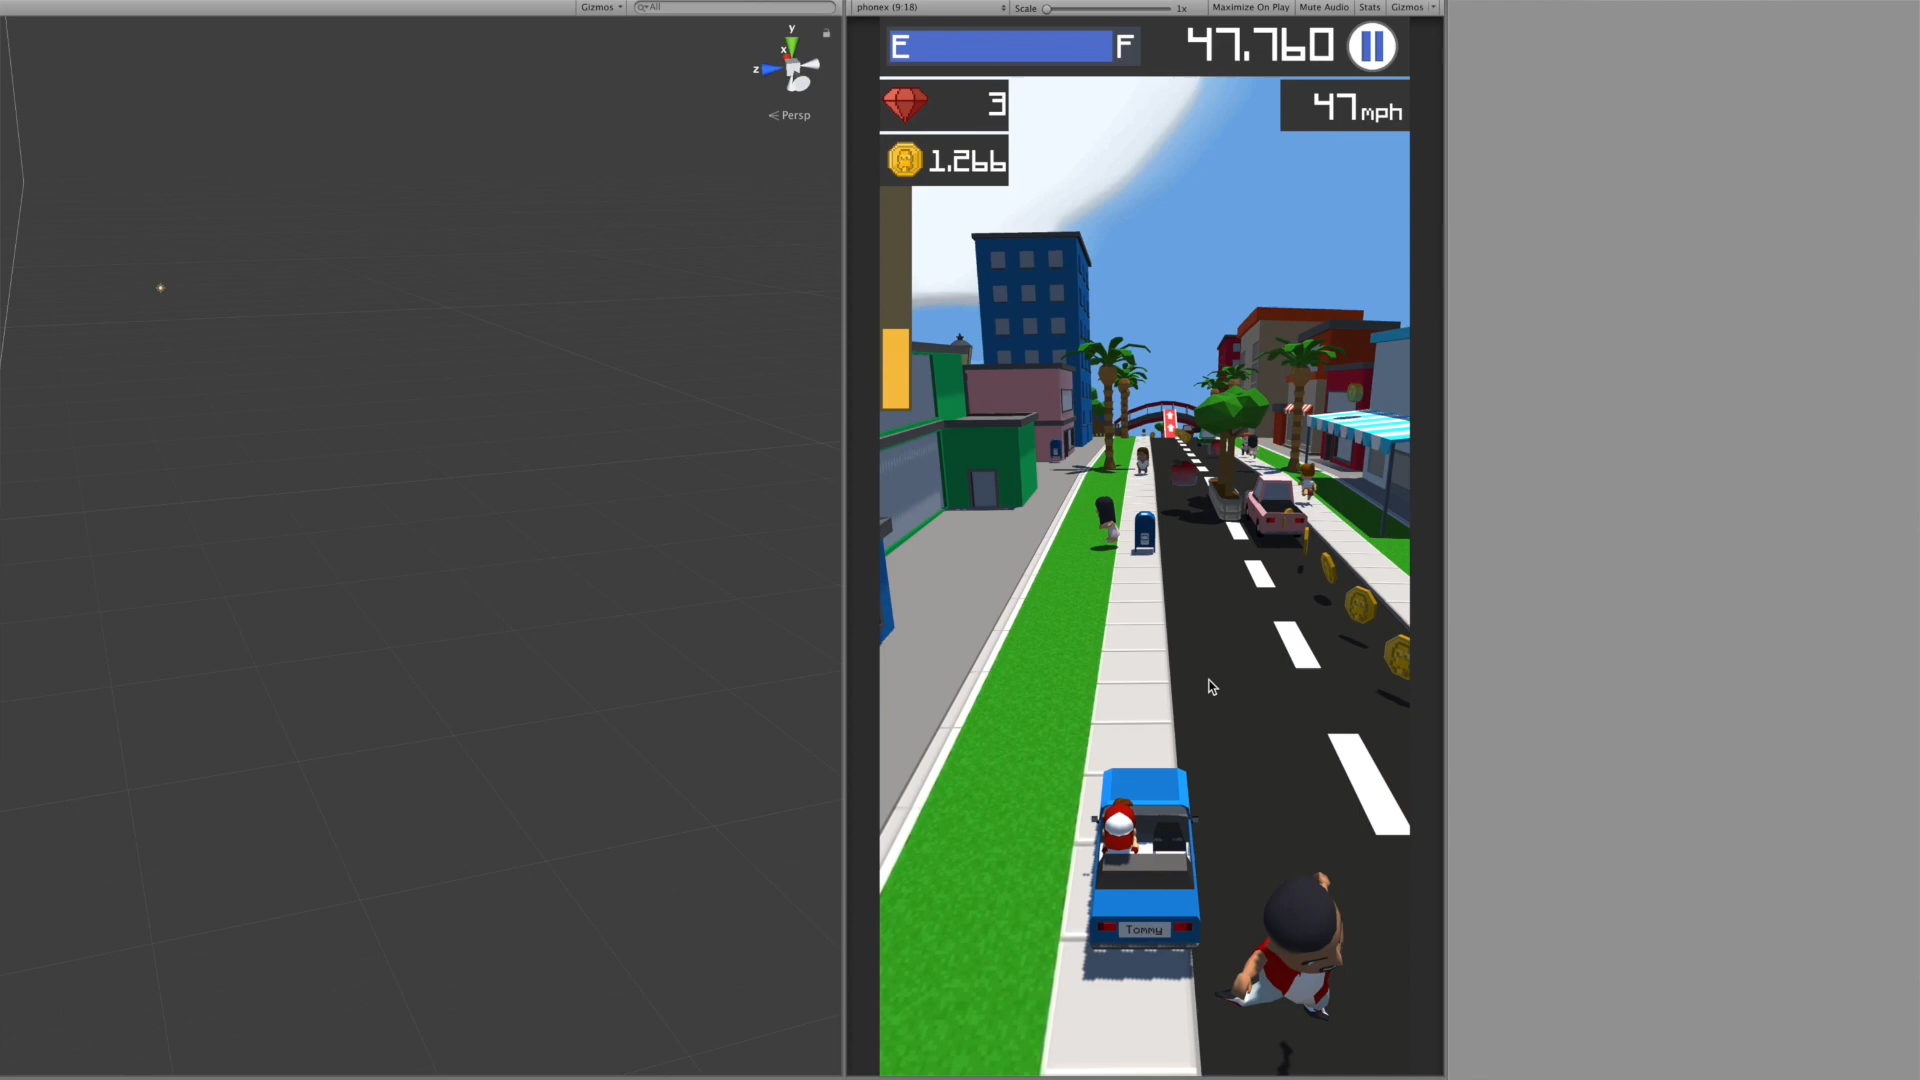 Gizmos
All
phonex (9:18)
Scale
1x
Maximize On Play
Mute Audio
Stats
Gizmos
y
x
z
Persp
E
F
47.760
3
47mph
1.266
Tommy